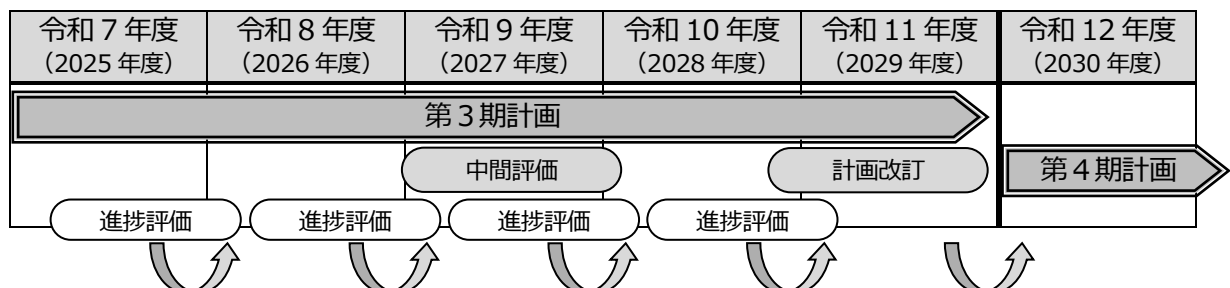 令和７年度
（2025 年度）
令和８年度
（2026 年度）
令和９年度
（2027 年度）
令和 10 年度
（2028 年度）
令和 11 年度
（2029 年度）
令和 12 年度
（2030 年度）
第３期計画
中間評価
計画改訂
第４期計画
進捗評価
進捗評価
進捗評価
進捗評価